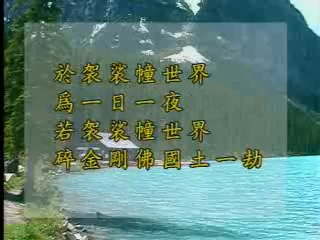 於袈裟幢世界
為一日一夜
若袈裟幢世界
碎金剛佛國土一劫